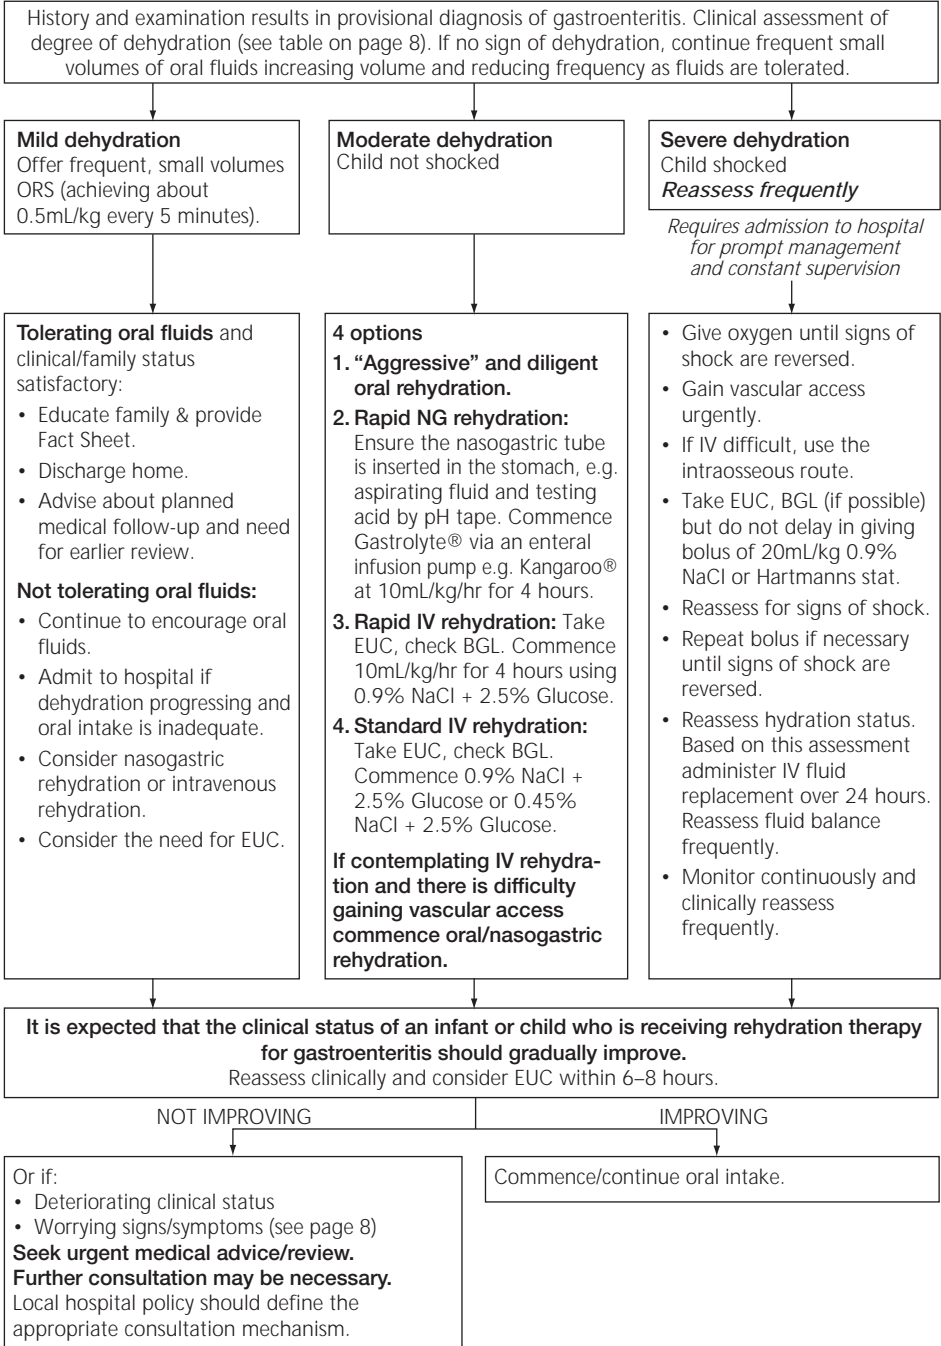 History and examination results in provisional diagnosis of gastroenteritis. Clinical assessment of
degree of dehydration (see table on page 8). If no sign of dehydration, continue frequent small
volumes of oral fluids increasing volume and reducing frequency as fluids are tolerated.
Mild dehydration
Offer frequent, small volumes
ORS (achieving about
0.5mL/kg every 5 minutes).
Moderate dehydration
Child not shocked
Severe dehydration
Child shocked
Reassess frequently
Requires admission to hospital
for prompt management
and constant supervision
Tolerating oral fluids and
clinical/family status
satisfactory:
• Educate family & provide
Fact Sheet.
• Discharge home.
• Advise about planned
medical follow-up and need
for earlier review.
Not tolerating oral fluids:
• Continue to encourage oral
fluids.
• Admit to hospital if
dehydration progressing and
oral intake is inadequate.
• Consider nasogastric
rehydration or intravenous
rehydration.
• Consider the need for EUC.
4 options
1. “Aggressive” and diligent
oral rehydration.
2. Rapid NG rehydration:
Ensure the nasogastric tube
is inserted in the stomach, e.g.
aspirating fluid and testing
acid by pH tape. Commence
Gastrolyte® via an enteral
infusion pump e.g. Kangaroo®
at 10mL/kg/hr for 4 hours.
3. Rapid IV rehydration: Take
EUC, check BGL. Commence
10mL/kg/hr for 4 hours using
0.9% NaCl + 2.5% Glucose.
4. Standard IV rehydration:
Take EUC, check BGL.
Commence 0.9% NaCl +
2.5% Glucose or 0.45%
NaCl + 2.5% Glucose.
If contemplating IV rehydra-
tion and there is difficulty
gaining vascular access
commence oral/nasogastric
rehydration.
• Give oxygen until signs of
shock are reversed.
• Gain vascular access
urgently.
• If IV difficult, use the
intraosseous route.
• Take EUC, BGL (if possible)
but do not delay in giving
bolus of 20mL/kg 0.9%
NaCl or Hartmanns stat.
• Reassess for signs of shock.
• Repeat bolus if necessary
until signs of shock are
reversed.
• Reassess hydration status.
Based on this assessment
administer IV fluid
replacement over 24 hours.
Reassess fluid balance
frequently.
• Monitor continuously and
clinically reassess
frequently.
It is expected that the clinical status of an infant or child who is receiving rehydration therapy
for gastroenteritis should gradually improve.
Reassess clinically and consider EUC within 6–8 hours.
NOT IMPROVING
IMPROVING
Or if:
• Deteriorating clinical status
• Worrying signs/symptoms (see page 8)
Seek urgent medical advice/review.
Further consultation may be necessary.
Local hospital policy should define the
appropriate consultation mechanism.
Commence/continue oral intake.